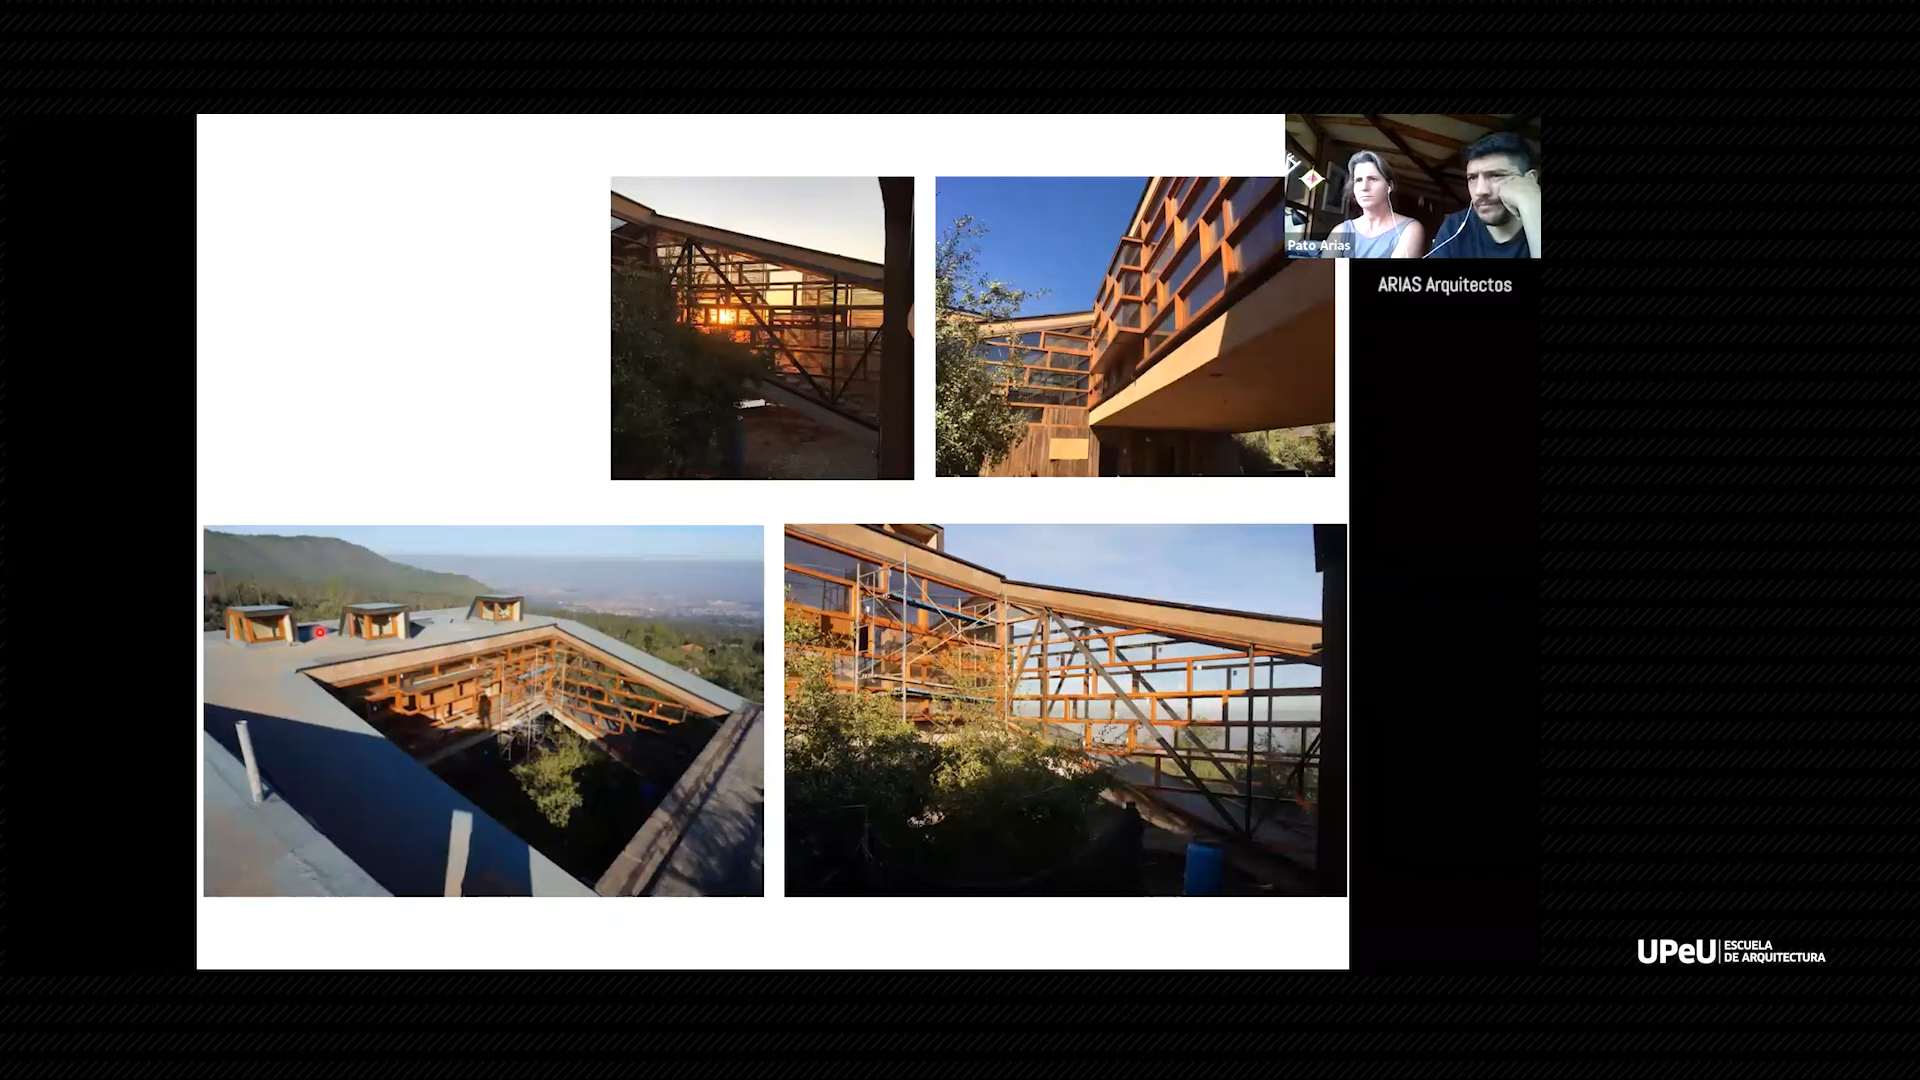 Pato Arias
ARIAS Arquitectos
UPeU
ESCUELA
DE ARQUITECTURA